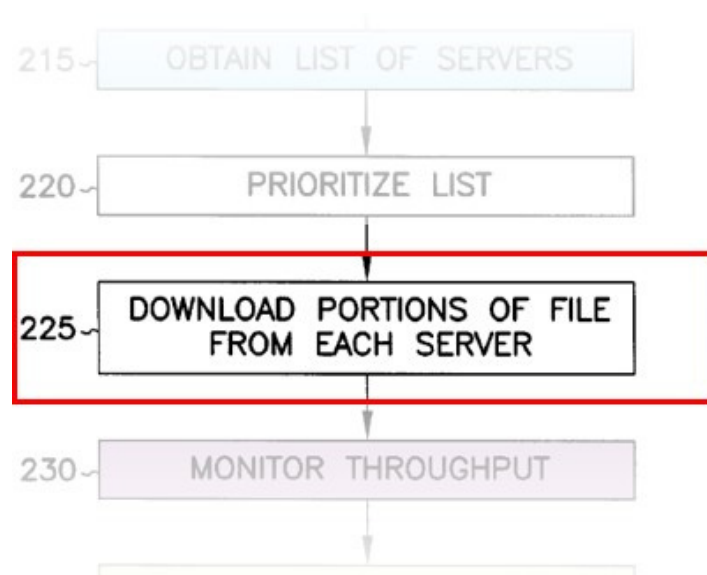 215 OBTAIN LIST OF SERVERS
220 PRIORITIZE LIST
225 DOWNLOAD PORTIONS OF FILE
FROM EACH SERVER
230 MONITOR THROUGHPUT